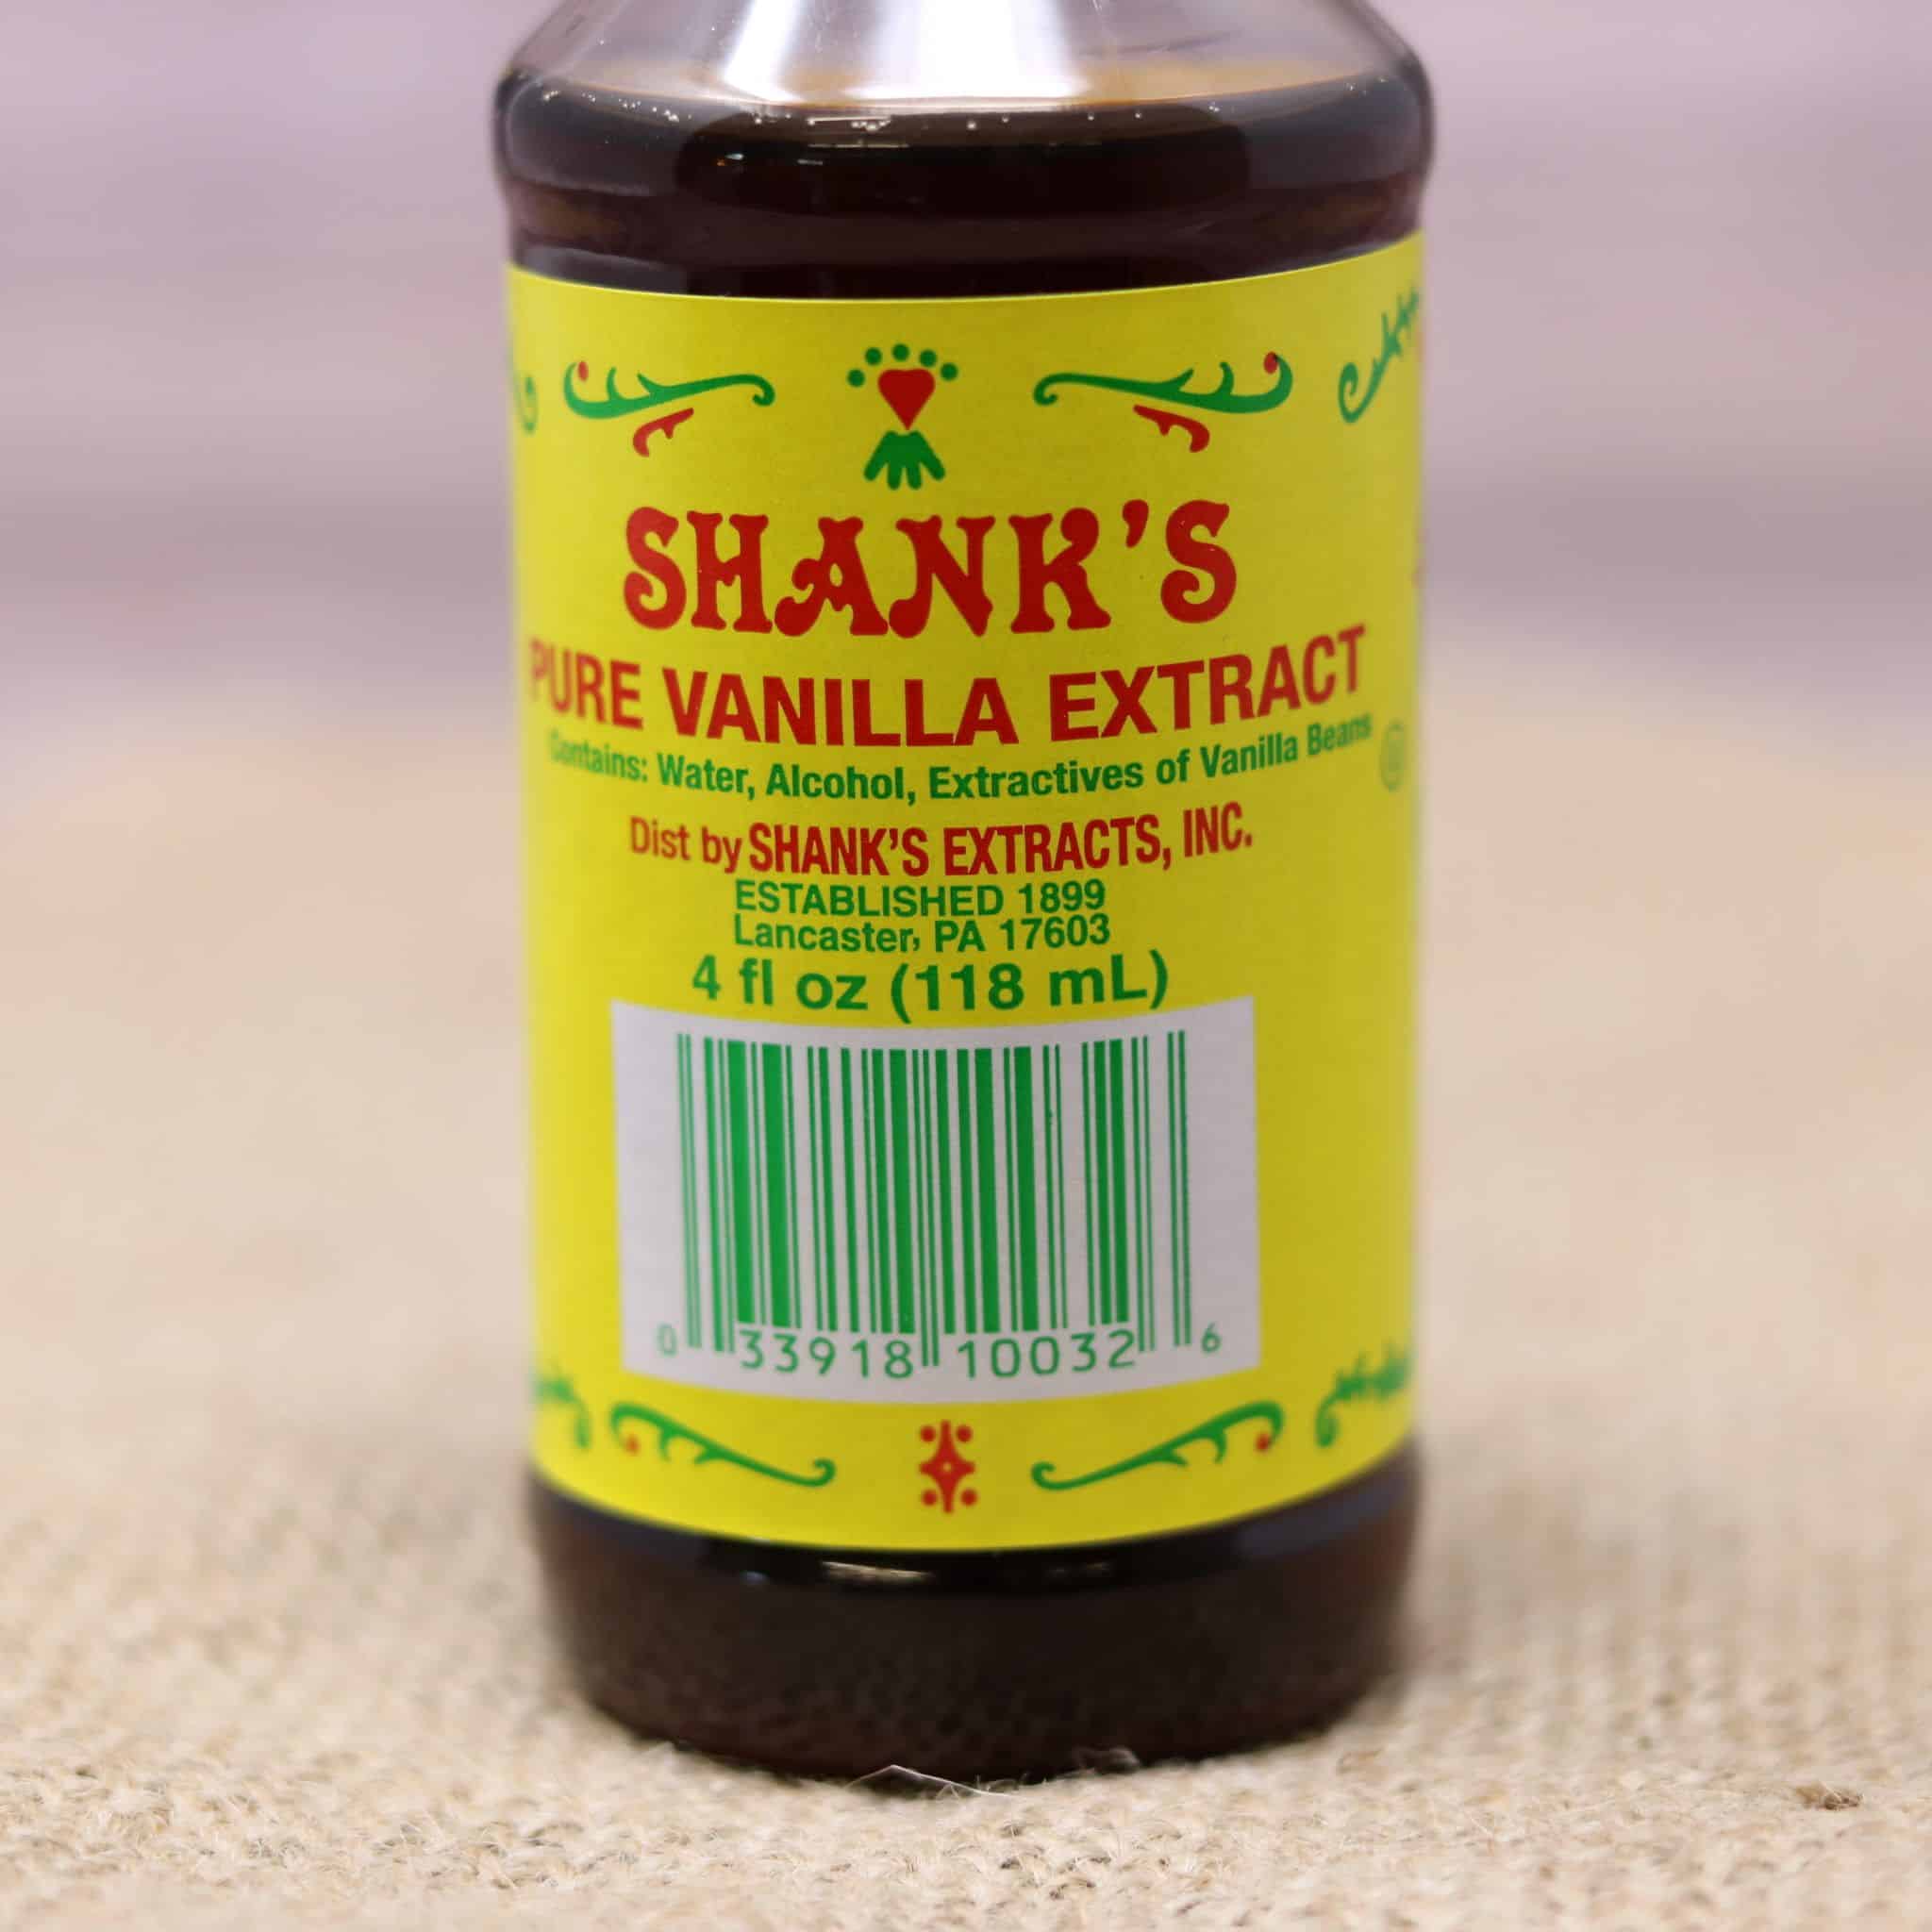 SHANK'S
PURE VANILLA EXTRACT
Contains: Water, Alcohol, Extractives of Vanilla Beans
Dist by SHANK'S EXTRACTS, INC.
ESTABLISHED 1899
Lancaster, PA 17603
4 fl oz (118 mL)
0 33918 10032 6